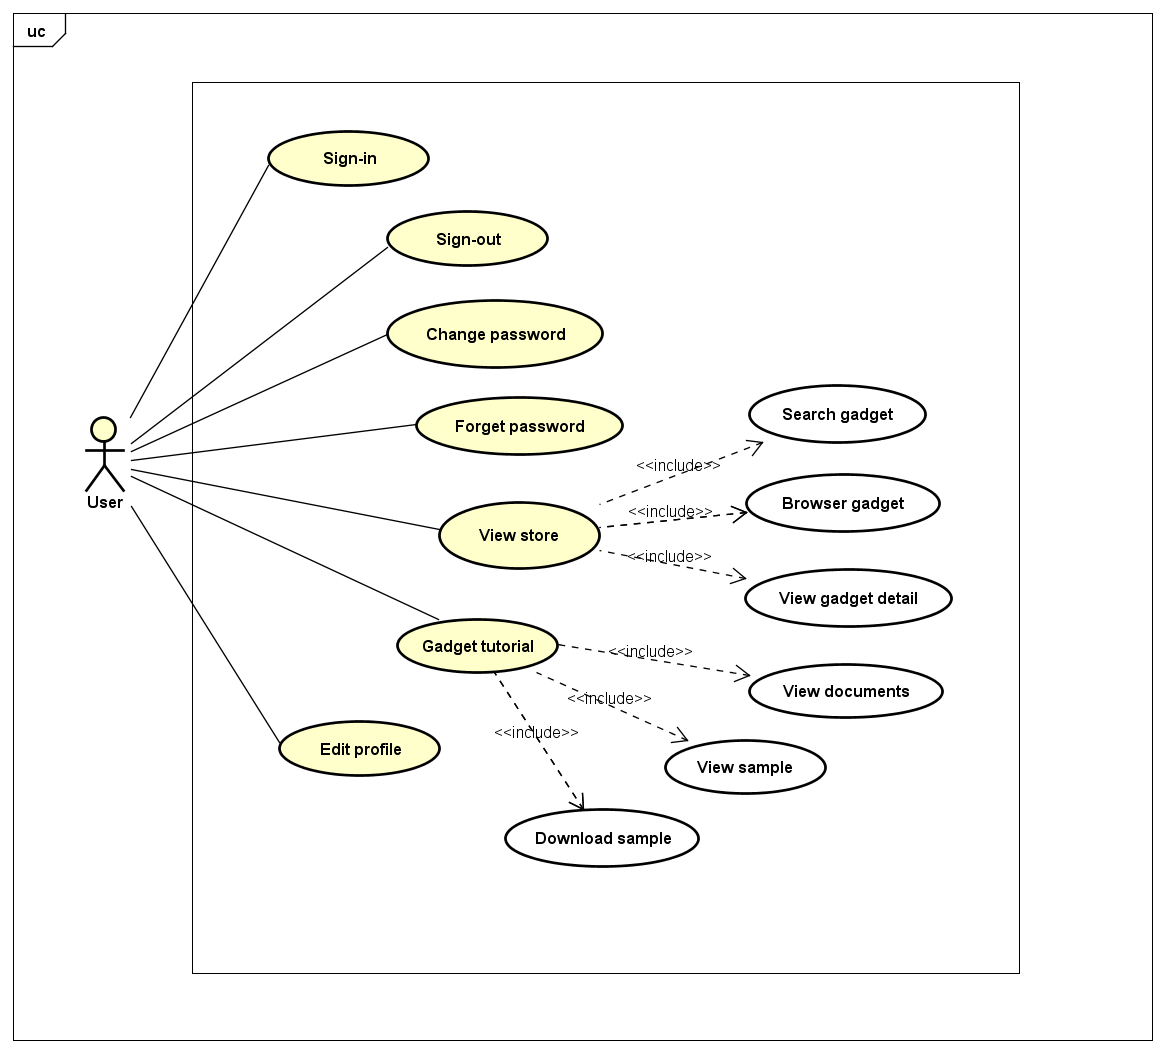 uc
Sign-in
Sign-out
Change password
Forget password
Search gadget
<<include>>
Browser gadget
<<include>>
User
View store
<<include>>
View gadget detail
Gadget tutorial
<<include>>
View documents
<<include>>
<<include>>
Edit profile
View sample
Download sample